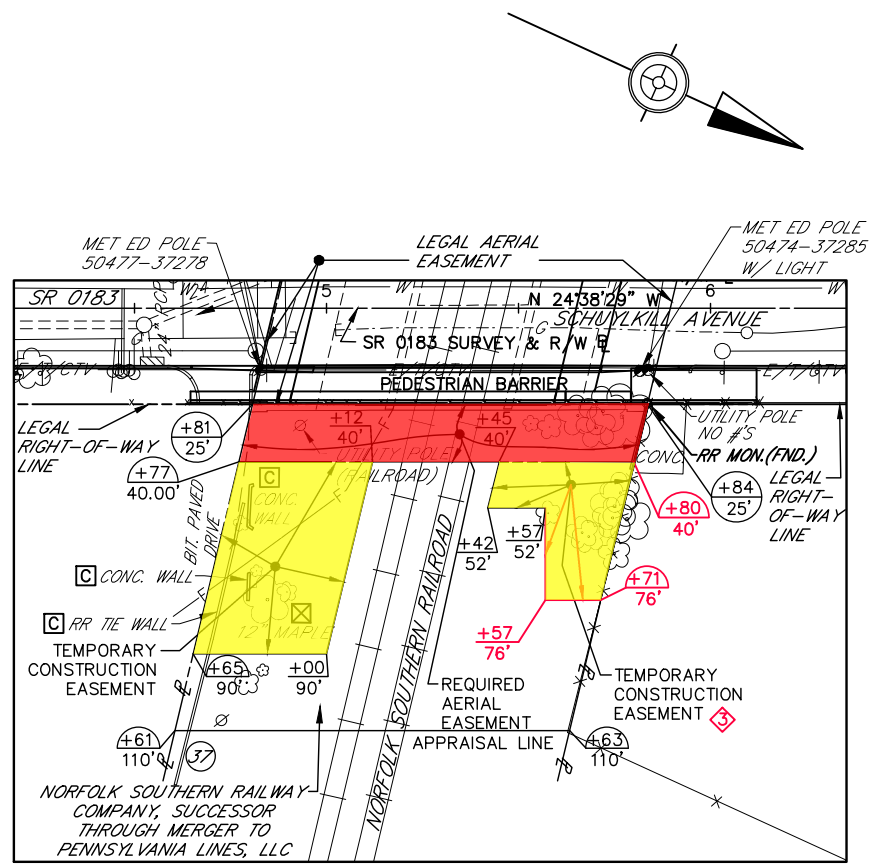 MET ED POLE
50477-37278
LEGAL AERIAL
EASEMENT
MET ED POLE
50474-37285
W/ LIGHT
SR 0183
24" RCP
W
24
5
W
W
6
W
N 24°38'29" W
SCHUYLKILL AVENUE
G
SR 0183 SURVEY & R/W B
E/T/CTV
E/T/CTV
E/T/CTV
PEDESTRIAN BARRIER
LEGAL
RIGHT-OF-WAY
LINE
+81
25'
+12
40'
+45
40'
UTILITY POLE
NO #'S
RR MON.(FND.)
+77
40.00'
UTILITY POLE
(RAILROAD)
CONC.
LEGAL
RIGHT-
OF-WAY
LINE
+84
25'
+80
40'
C
CONC.
WALL
BIT. PAVED
DRIVE
+42
52'
+57
52'
C CONC. WALL
+71
76'
C RR TIE WALL
12" MAPLE
+57
76'
TEMPORARY
CONSTRUCTION
EASEMENT
+65
90'
+00
90'
NORFOLK SOUTHERN RAILROAD
REQUIRED
AERIAL
EASEMENT
APPRAISAL LINE
TEMPORARY
CONSTRUCTION
EASEMENT 3
+61
110'
37
+63
110'
NORFOLK SOUTHERN RAILWAY
COMPANY, SUCCESSOR
THROUGH MERGER TO
PENNSYLVANIA LINES, LLC